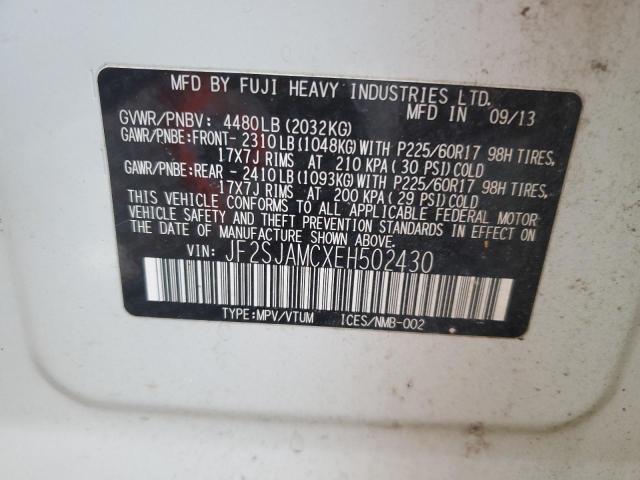 MFD BY FUJI HEAVY INDUSTRIES LTD.
MFD IN 09/13
GVWR/PNBV: 4480LB(2032KG)
GAWR/PNBE:FRONT- 2310LB(1048KG)WITH P225/60R17 98H TIRES,
17X7J RIMS AT 210 KPA(30 PSI)COLD
GAWR/PNBE:REAR - 2410LB(1093KG)WITH P225/60R17 98H TIRES,
17X7J RIMS AT 200 KPA(29 PSI)COLD
THIS VEHICLE CONFORMS TO ALL APPLICABLE FEDERAL MOTOR
VEHICLE SAFETY AND THEFT PREVENTION STANDARDS IN EFFECT
ON THE DATE OF MANUFACTURE SHOWN ABOVE.
VIN: JF2SJAMCXEH502430
TYPE:MPV/VTUM ICES/NMB-002